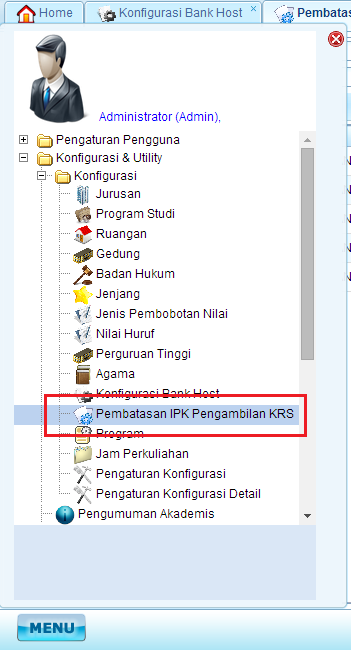 Home Konfigurasi Bank Host Pembatas
Administrator (Admin),
Pengaturan Pengguna
Konfigurasi & Utility
Konfigurasi
Jurusan
Program Studi
Ruangan
Gedung
Badan Hukum
Jenjang
Jenis Pembobotan Nilai
Nilai Huruf
Perguruan Tinggi
Agama
Konfigurasi Bank Host
Pembatasan IPK Pengambilan KRS
Program
Jam Perkuliahan
Pengaturan Konfigurasi
Pengaturan Konfigurasi Detail
Pengumuman Akademis
MENU